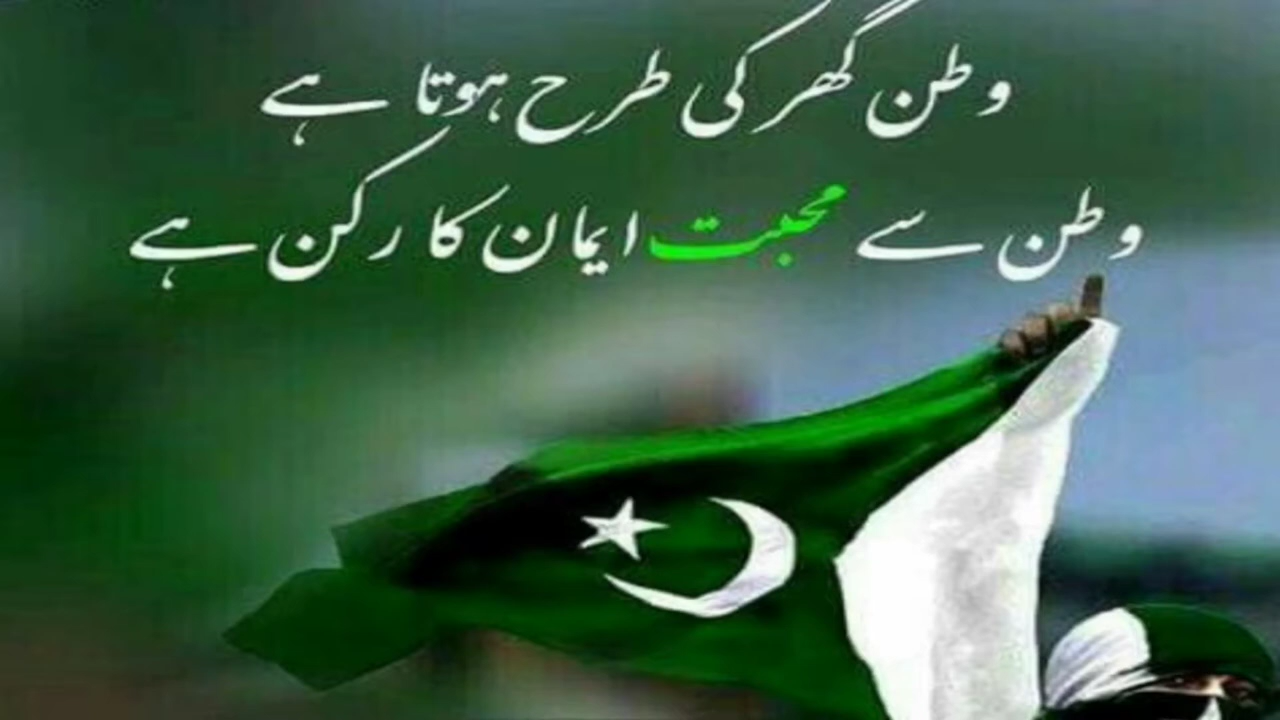 وطن گھر کی طرح ہوتا ہے
وطن سے محبت ایمان کا رکن ہے